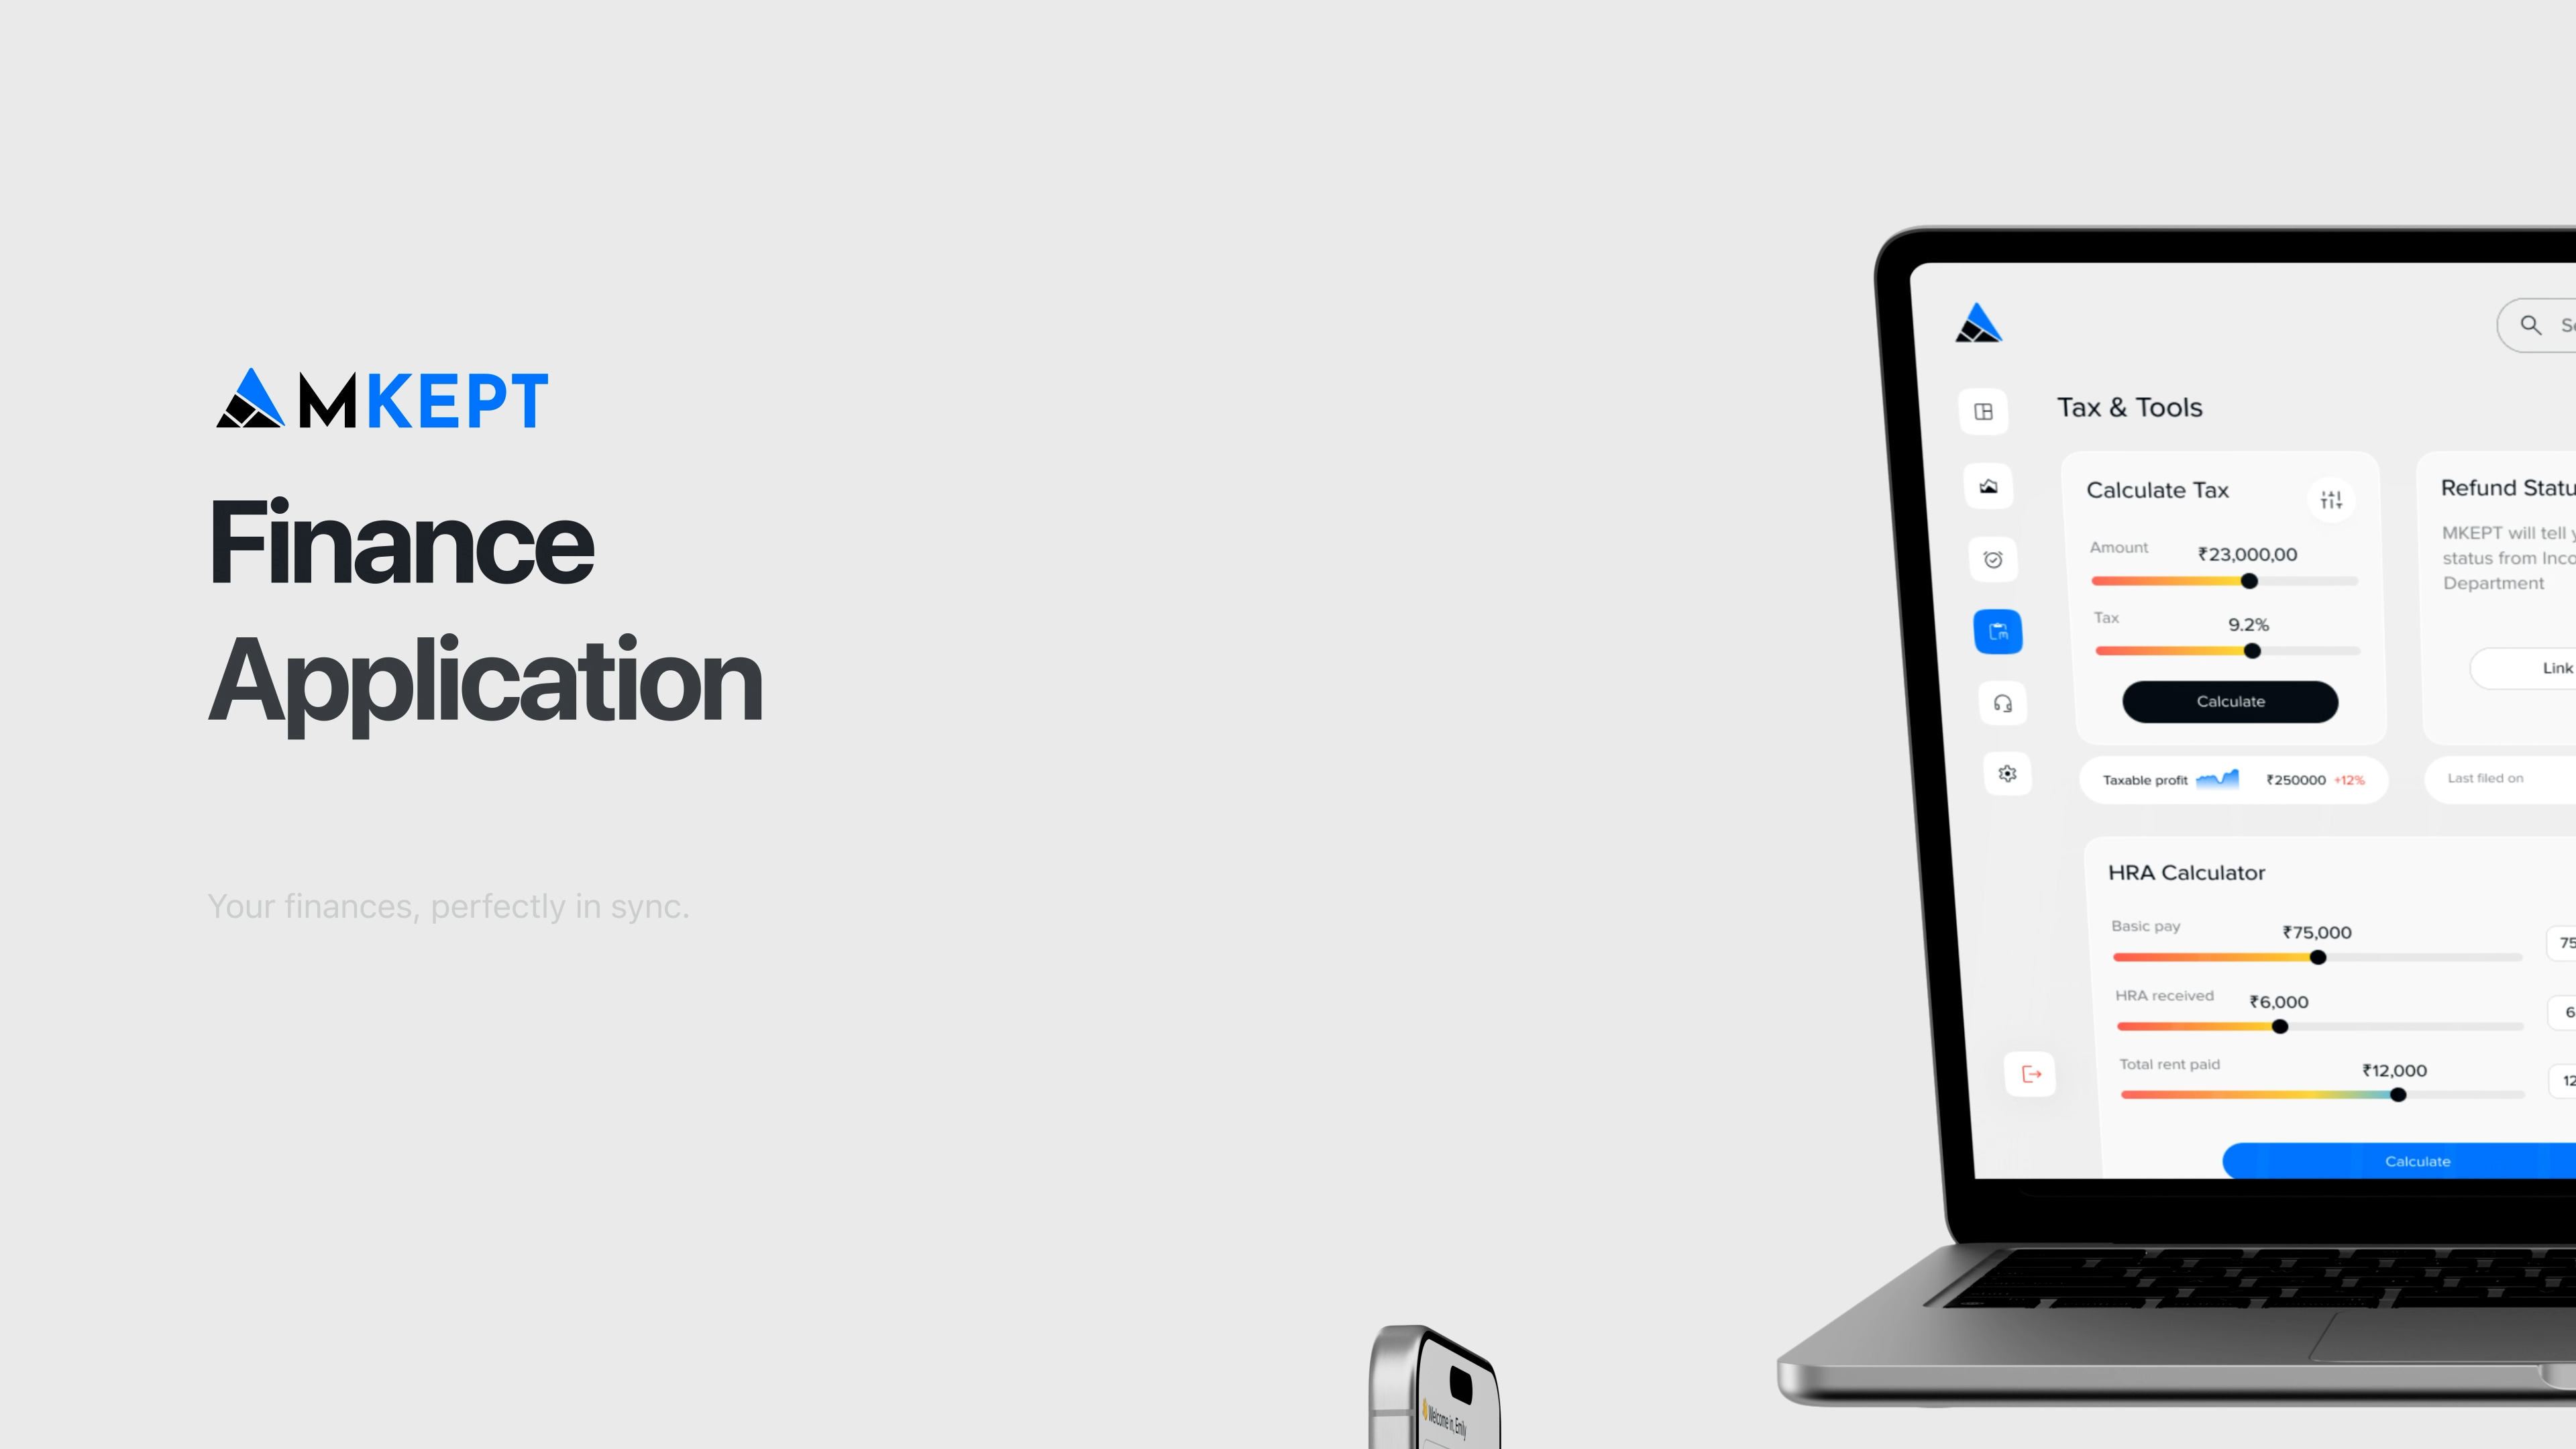 MKEPT
Finance
Application
Your finances, perfectly in sync.
Tax & Tools
Calculate Tax
Amount
₹23,000,00
Tax
9.2%
Calculate
Taxable profit
₹250000 +12%
Refund Statu
MKEPT will tell y
status from Inco
Department
Link
Last filed on
HRA Calculator
Basic pay
₹75,000
75
HRA received
₹6,000
6
Total rent paid
₹12,000
12
Calculate
Welcome in, Emily